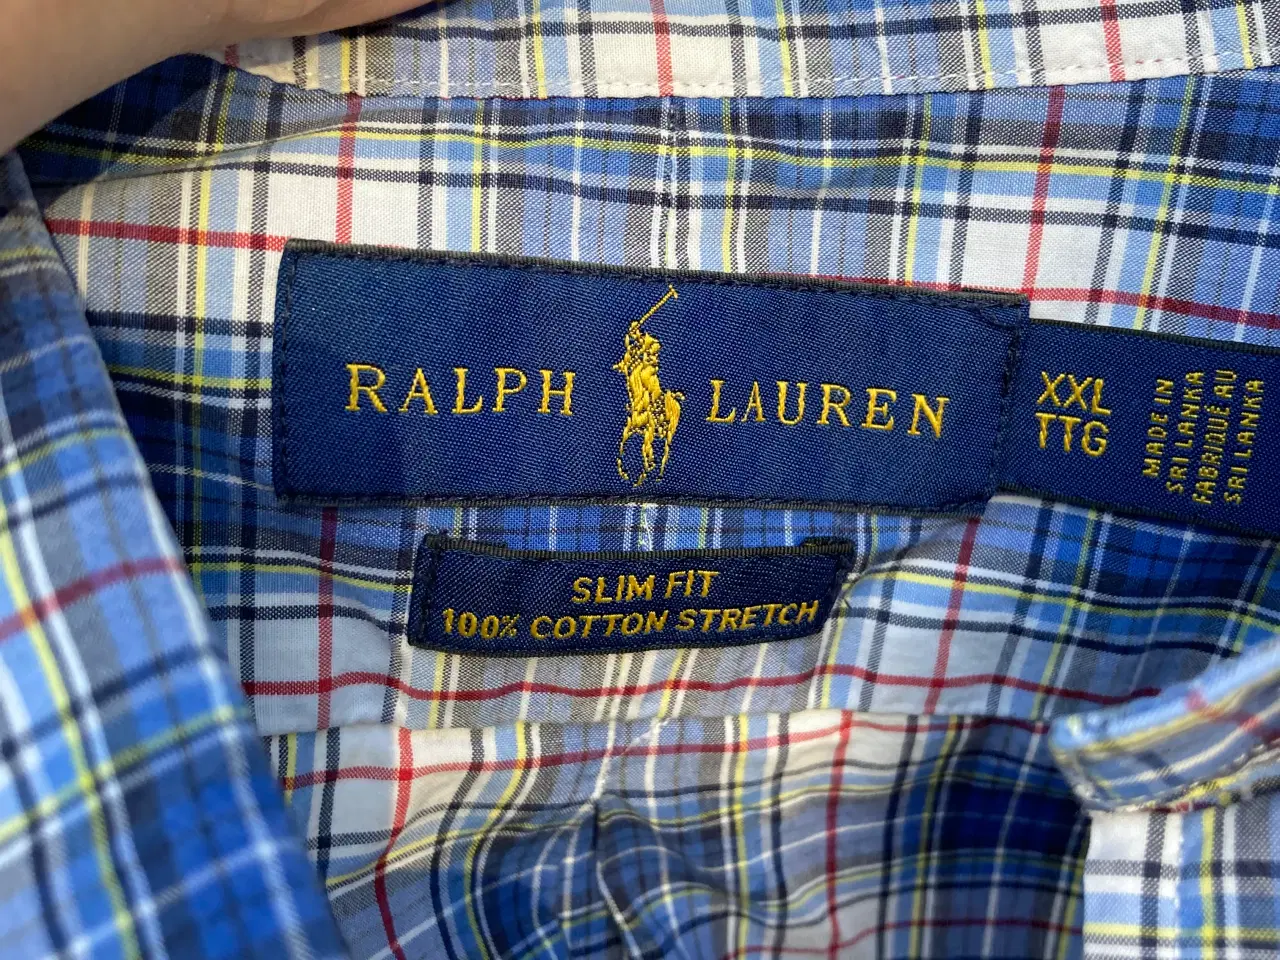 RALPH LAUREN
XXL
TTG
MADE IN
SRI LANKA
FABRIQUÉ AU
SRI LANKA
SLIM FIT
100% COTTON STRETCH